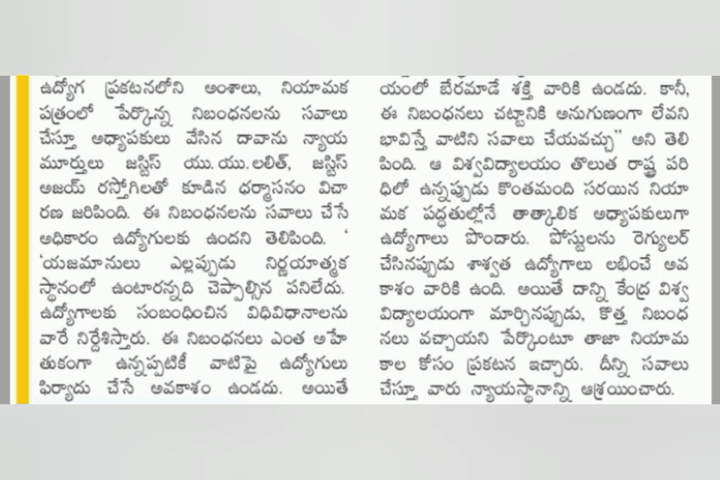 ఉద్యోగ ప్రకటనలోని అంశాలు, నియామక
పత్రంలో పేర్కొన్న నిబంధనలను సవాలు
చేస్తూ అధ్యాపకులు వేసిన దావాను న్యాయ
మూర్తులు జస్టిస్ యు.యు.లలిత్, జస్టిస్
అజయ్ రస్తోగిలతో కూడిన ధర్మాసనం విచా
రణ జరిపింది. ఈ నిబంధనలను సవాలు చేసే
అధికారం ఉద్యోగులకు ఉందని తెలిపింది. ‘
‘యజమానులు ఎల్లప్పుడు నిర్ణయాత్మక
స్థానంలో ఉంటారన్నది చెప్పాల్సిన పనిలేదు.
ఉద్యోగాలకు సంబంధించిన విధివిధానాలను
వారే నిర్దేశిస్తారు. ఈ నిబంధనలు ఎంత అహే
తుకంగా ఉన్నప్పటికీ వాటిపై ఉద్యోగులు
ఫిర్యాదు చేసే అవకాశం ఉండదు. అయితే
యంలో బేరమాడే శక్తి వారికి ఉండదు. కానీ,
ఈ నిబంధనలు చట్టానికి అనుగుణంగా లేవని
భావిస్తే వాటిని సవాలు చేయవచ్చు’’ అని తెలి
పింది. ఆ విశ్వవిద్యాలయం తొలుత రాష్ట్ర పరి
ధిలో ఉన్నప్పుడు కొంతమంది సరయిన నియా
మక పద్ధతుల్లోనే తాత్కాలిక అధ్యాపకులుగా
ఉద్యోగాలు పొందారు. పోస్టులను రెగ్యులర్
చేసినప్పుడు శాశ్వత ఉద్యోగాలు లభించే అవ
కాశం వారికి ఉంది. అయితే దాన్ని కేంద్ర విశ్వ
విద్యాలయంగా మార్చినప్పుడు, కొత్త నిబంధ
నలు వచ్చాయని పేర్కొంటూ తాజా నియామ
కాల కోసం ప్రకటన ఇచ్చారు. దీన్ని సవాలు
చేస్తూ వారు న్యాయస్థానాన్ని ఆశ్రయించారు.